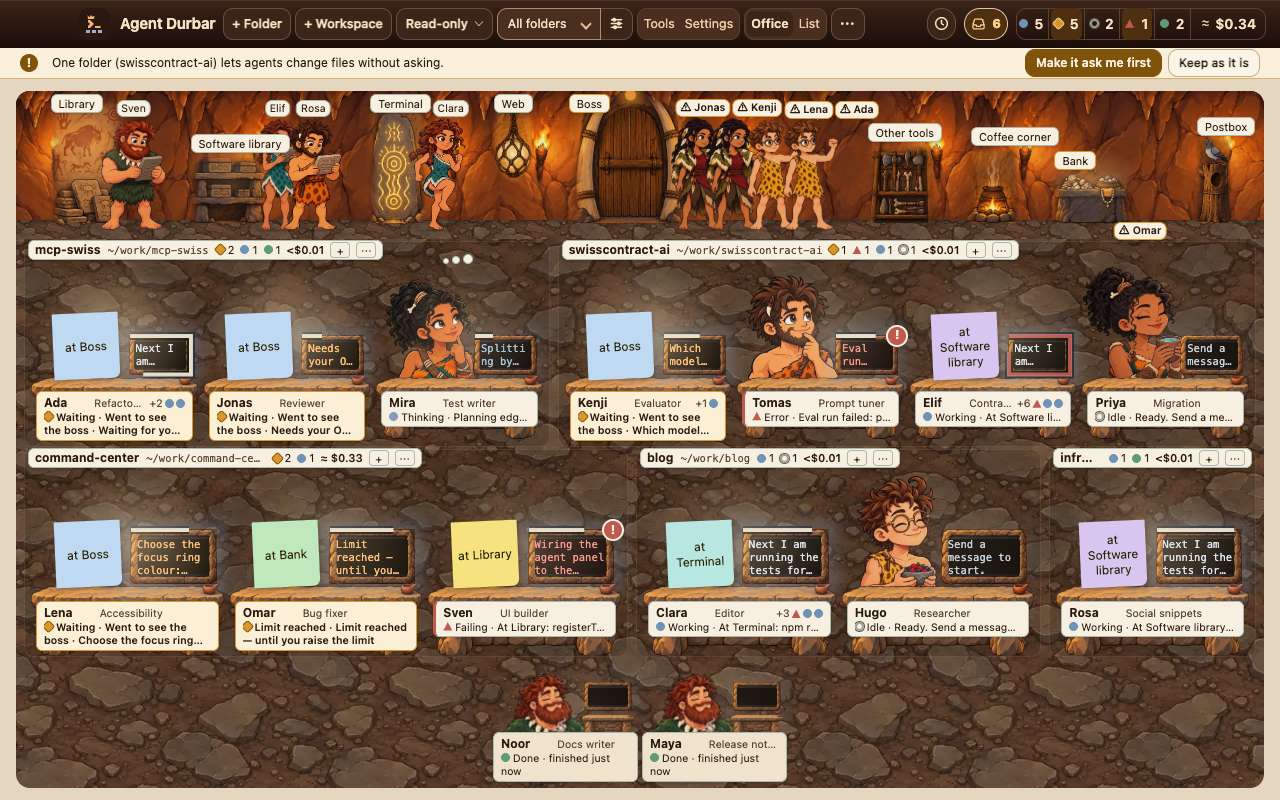 Agent Durbar + Folder + Workspace Read-only All folders Tools Settings Office List ... 6 5 5 2 1 2 ≈ $0.34
! One folder (swisscontract-ai) lets agents change files without asking. Make it ask me first Keep as it is
Library Sven Elif Rosa Terminal Clara Web Boss Jonas Kenji Lena Ada Other tools Coffee corner Postbox
Software library
Bank
Omar
mcp-swiss ~/work/mcp-swiss 2 1 1 <$0.01 + ...
swisscontract-ai ~/work/swisscontract-ai 1 1 1 1 <$0.01 + ...
at Boss
Next I
am…
at Boss
Needs
your O…
Splitti
ng by…
at Boss
Which
model…
Eval
run…
!
at
Software
library
Next I
am…
Send a
messag…
Ada Refacto… +2
Waiting · Went to see
the boss · Waiting for yo…
Jonas Reviewer
Waiting · Went to see
the boss · Needs your O…
Mira Test writer
Thinking · Planning edg…
Kenji Evaluator +1
Waiting · Went to see
the boss · Which model…
Tomas Prompt tuner
Error · Eval run failed: p…
Elif Contra… +6
Working · At Software li…
Priya Migration
Idle · Ready. Send a me…
command-center ~/work/command-ce… 2 1 ≈ $0.33 + ...
blog ~/work/blog 1 1 <$0.01 + ...
infr… 1 1 <$0.01 + ...
at Boss
Choose the
focus ring
colour:…
at Bank
Limit
reached —
until you…
at Library
Wiring the
agent panel
to the…
!
at
Terminal
Next I am
running the
tests for…
Send a
message to
start.
at
Software
library
Next I am
running the
tests for…
Lena Accessibility
Waiting · Went to see the
boss · Choose the focus ring…
Omar Bug fixer
Limit reached · Limit reached
— until you raise the limit
Sven UI builder
Failing · At Library: registerT…
Clara Editor +3
Working · At Terminal: npm r…
Hugo Researcher
Idle · Ready. Send a messag…
Rosa Social snippets
Working · At Software library…
Noor Docs writer
Done · finished just
now
Maya Release not…
Done · finished just
now